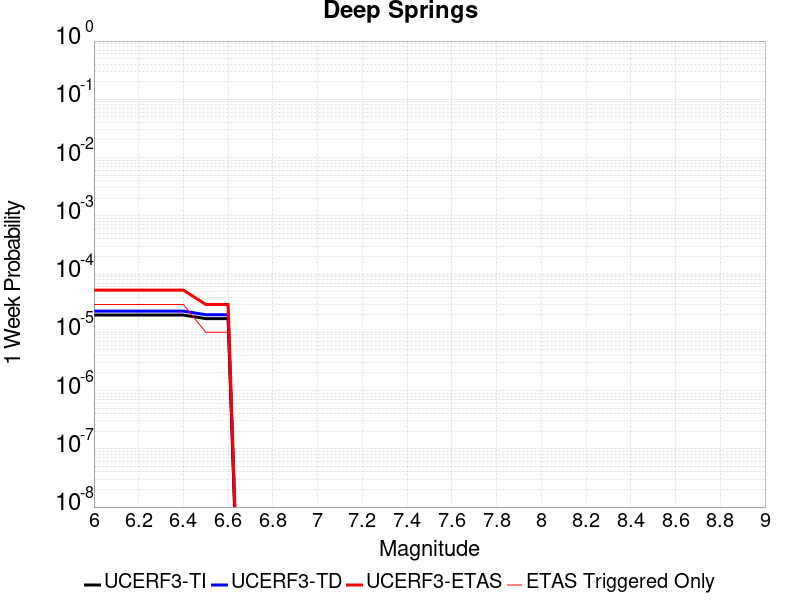 Deep Springs
10^0
10^-1
10^-2
10^-3
10^-4
10^-5
10^-6
10^-7
10^-8
1 Week Probability
6 6.2 6.4 6.6 6.8 7 7.2 7.4 7.6 7.8 8 8.2 8.4 8.6 8.8 9
Magnitude
UCERF3-TI UCERF3-TD UCERF3-ETAS ETAS Triggered Only